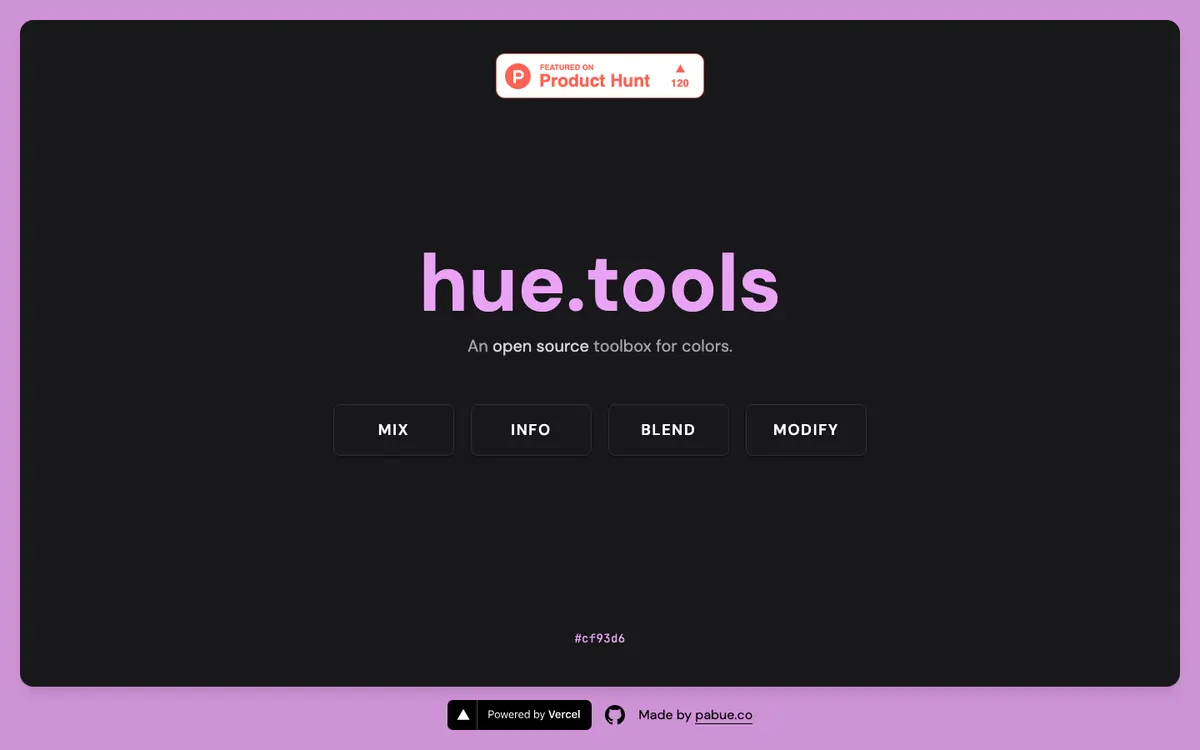 FEATURED ON
Product Hunt
120
hue.tools
An open source toolbox for colors.
MIX
INFO
BLEND
MODIFY
#cf93d6
Powered by Vercel
Made by pabue.co